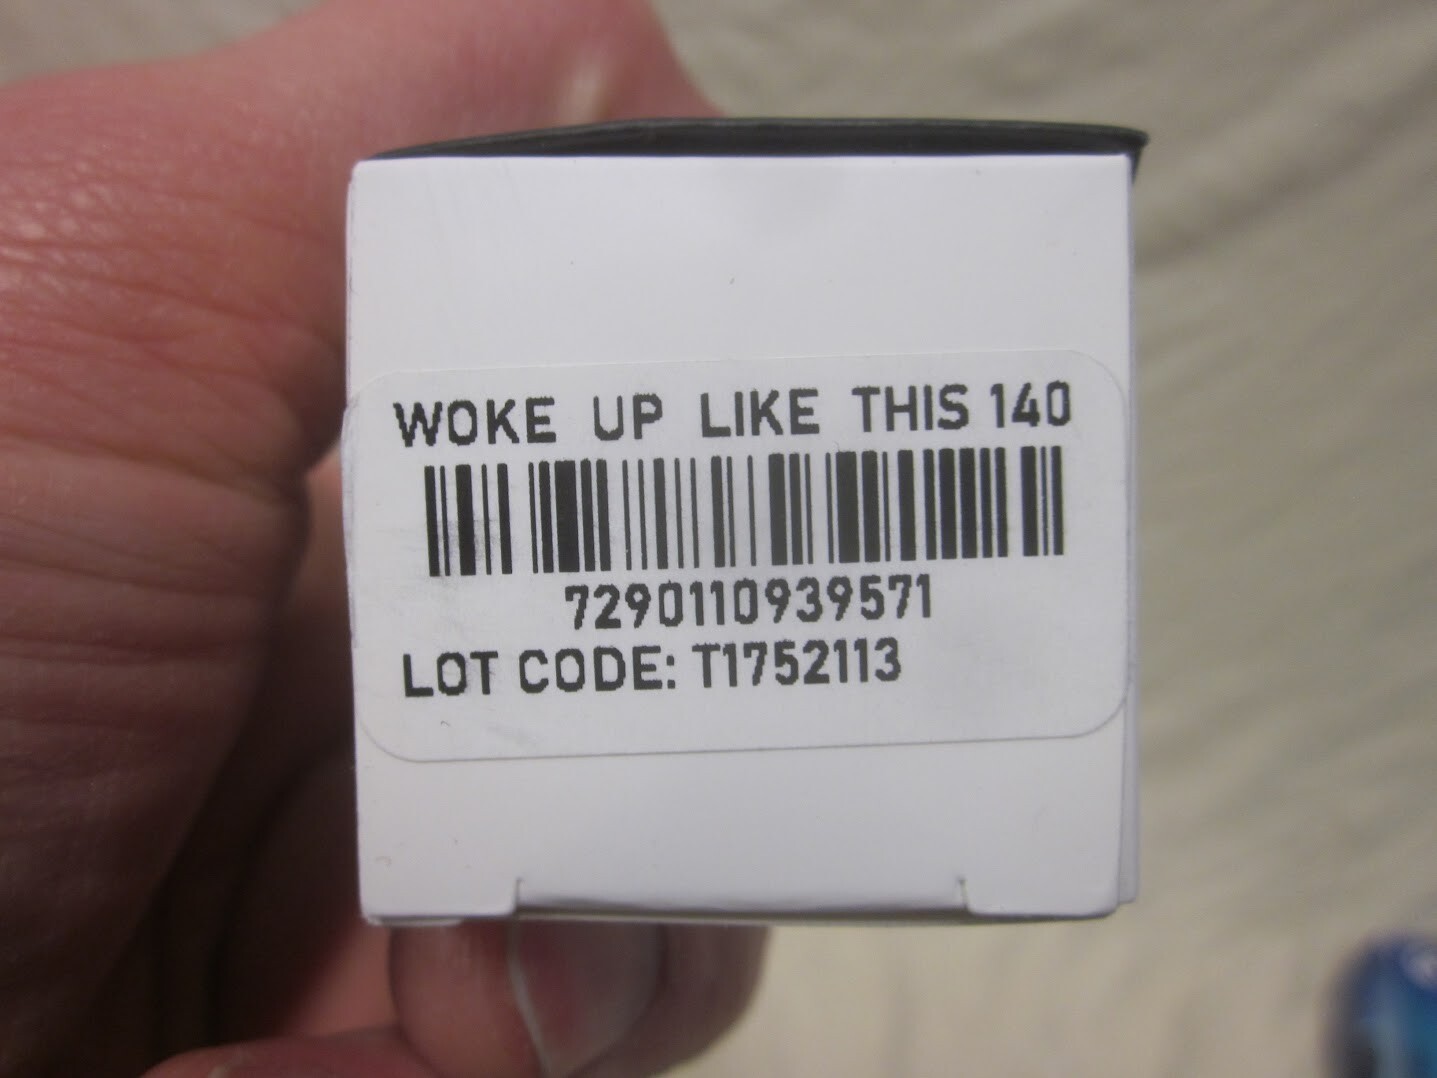 WOKE UP LIKE THIS 140
7290110939571
LOT CODE: T1752113